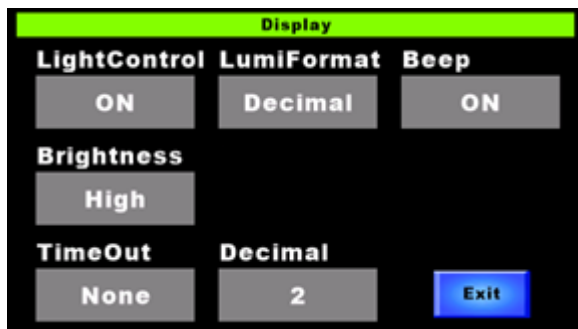 Display
LightControl LumiFormat Beep
ON Decimal ON
Brightness
High
TimeOut Decimal
None 2 Exit